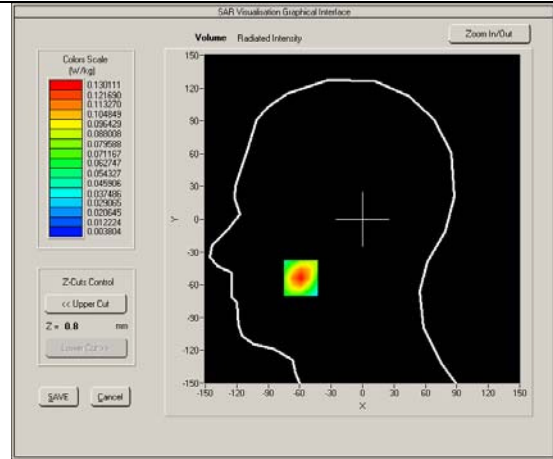 SAR Visualisation Graphical Interface
Volume Radiated Intensity
Zoom In/Out
Colors Scale
(W/kg)
0.130111
0.121690
0.113270
0.104849
0.096429
0.088008
0.079588
0.071167
0.062747
0.054327
0.045906
0.037486
0.029065
0.020645
0.012224
0.003804
Z-Cuts Control
<< Upper Cut
Z = 0.8 mm
SAVE
Cancel
150
120
90
60
30
0
-30
-60
-90
-120
-150
Y
-150 -120 -90 -60 -30 0 30 60 90 120 150
X